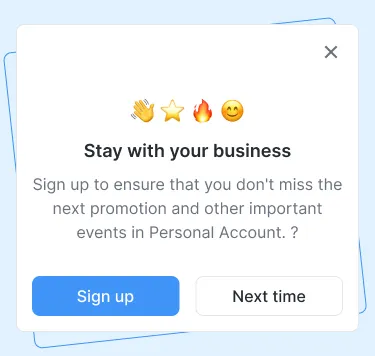 👋⭐🔥😊
Stay with your business
Sign up to ensure that you don't miss the
next promotion and other important
events in Personal Account. ?
Sign up
Next time